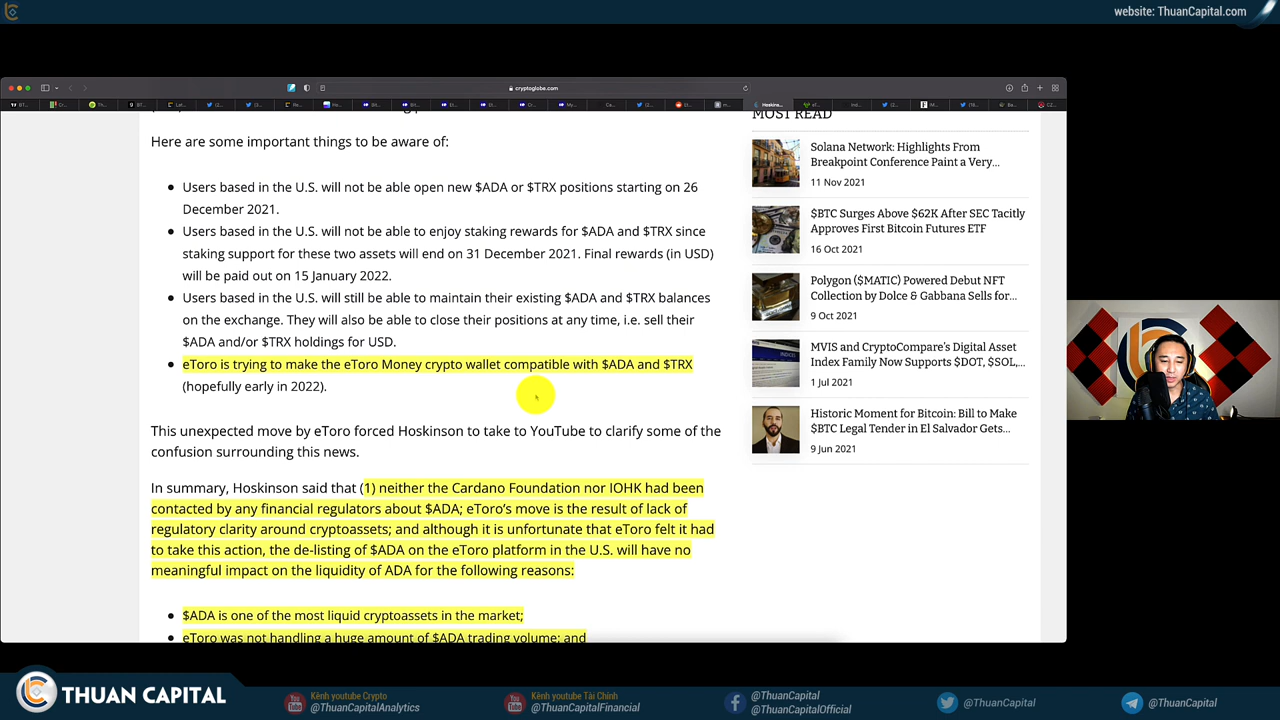 website: ThuanCapital.com
cryptoglobe.com
Here are some important things to be aware of:
Users based in the U.S. will not be able open new $ADA or $TRX positions starting on 26
December 2021.
Users based in the U.S. will not be able to enjoy staking rewards for $ADA and $TRX since
staking support for these two assets will end on 31 December 2021. Final rewards (in USD)
will be paid out on 15 January 2022.
Users based in the U.S. will still be able to maintain their existing $ADA and $TRX balances
on the exchange. They will also be able to close their positions at any time, i.e. sell their
$ADA and/or $TRX holdings for USD.
eToro is trying to make the eToro Money crypto wallet compatible with $ADA and $TRX
(hopefully early in 2022).
This unexpected move by eToro forced Hoskinson to take to YouTube to clarify some of the
confusion surrounding this news.
In summary, Hoskinson said that (1) neither the Cardano Foundation nor IOHK had been
contacted by any financial regulators about $ADA; eToro's move is the result of lack of
regulatory clarity around cryptoassets; and although it is unfortunate that eToro felt it had
to take this action, the de-listing of $ADA on the eToro platform in the U.S. will have no
meaningful impact on the liquidity of ADA for the following reasons:
$ADA is one of the most liquid cryptoassets in the market;
eToro was not handling a huge amount of $ADA trading volume; and
MOST READ
Solana Network: Highlights From
Breakpoint Conference Paint a Very...
11 Nov 2021
$BTC Surges Above $62K After SEC Tacitly
Approves First Bitcoin Futures ETF
16 Oct 2021
Polygon ($MATIC) Powered Debut NFT
Collection by Dolce & Gabbana Sells for...
9 Oct 2021
MVIS and CryptoCompare's Digital Asset
Index Family Now Supports $DOT, $SOL,...
1 Jul 2021
Historic Moment for Bitcoin: Bill to Make
$BTC Legal Tender in El Salvador Gets...
9 Jun 2021
THUAN CAPITAL
Kênh youtube Crypto
@ThuanCapitalAnalytics
Kênh youtube Tài Chính
@ThuanCapitalFinancial
@ThuanCapital
@ThuanCapitalOfficial
@ThuanCapital
@ThuanCapital